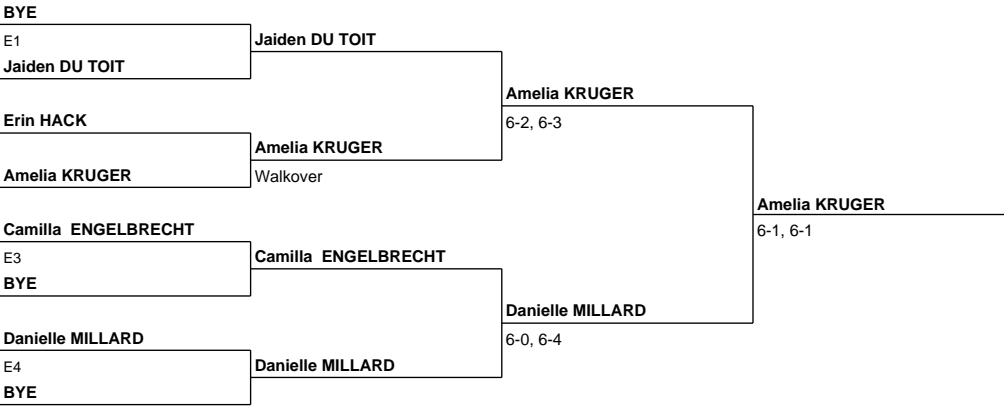 BYE
E1
Jaiden DU TOIT
Jaiden DU TOIT
Erin HACK
Amelia KRUGER
Amelia KRUGER
Walkover
Amelia KRUGER
6-2, 6-3
Camilla  ENGELBRECHT
E3
BYE
Camilla  ENGELBRECHT
Danielle MILLARD
E4
BYE
Danielle MILLARD
Danielle MILLARD
6-0, 6-4
Amelia KRUGER
6-1, 6-1